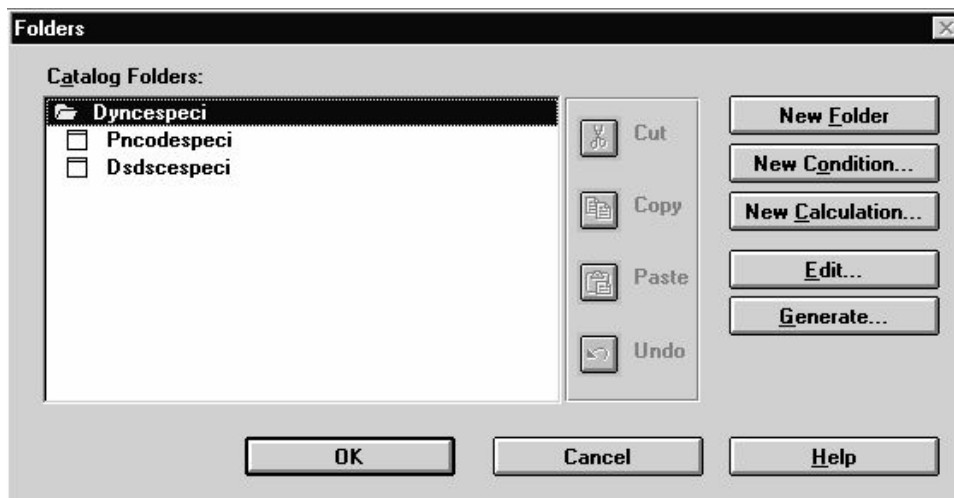 Folders
Catalog Folders:
Dyncespeci
Pncodespeci
Dsdscespeci
Cut
Copy
Paste
Undo
New Folder
New Condition...
New Calculation...
Edit...
Generate...
OK
Cancel
Help